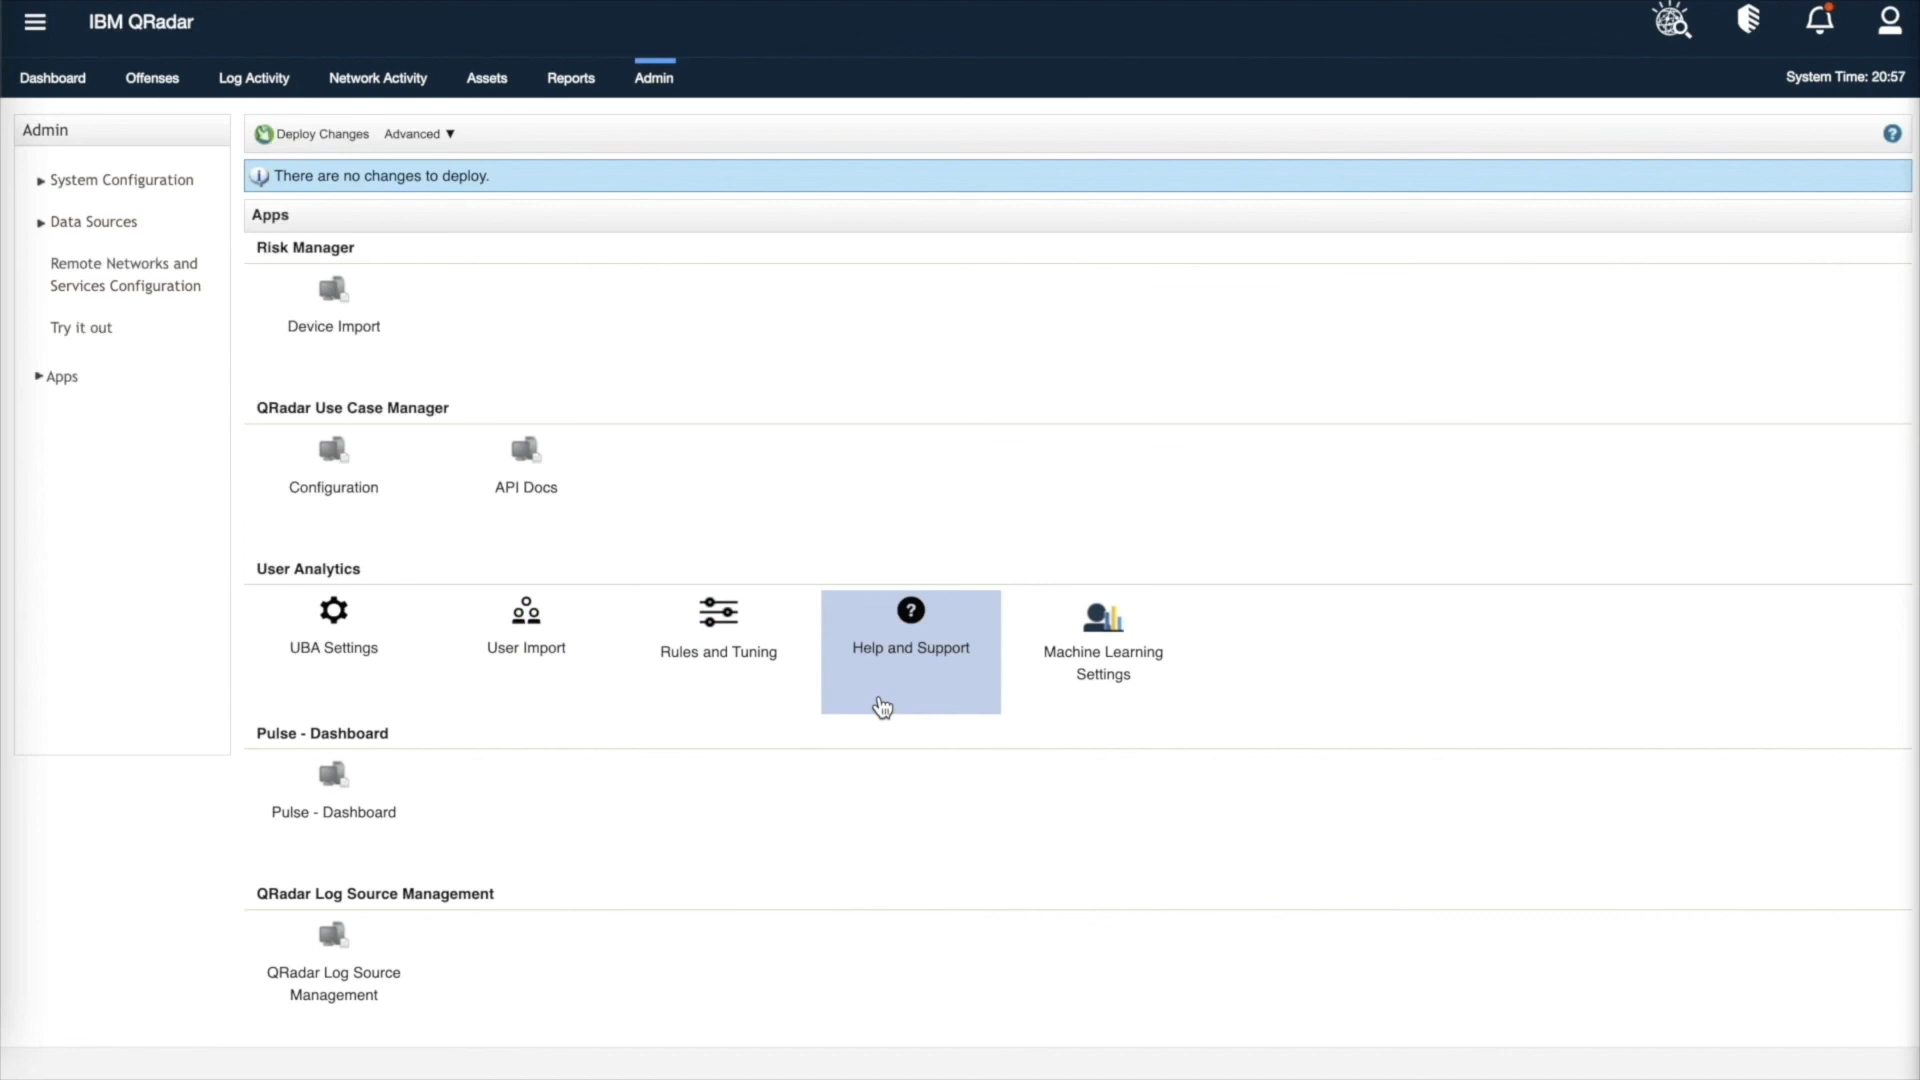 IBM QRadar
Dashboard Offenses Log Activity Network Activity Assets Reports Admin System Time: 20:57
Admin
System Configuration
Data Sources
Remote Networks and
Services Configuration
Try it out
Apps
Deploy Changes Advanced ▼
?
There are no changes to deploy.
Apps
Risk Manager
Device Import
QRadar Use Case Manager
Configuration API Docs
User Analytics
?
UBA Settings User Import Rules and Tuning Help and Support Machine Learning
Settings
Pulse - Dashboard
Pulse - Dashboard
QRadar Log Source Management
QRadar Log Source
Management